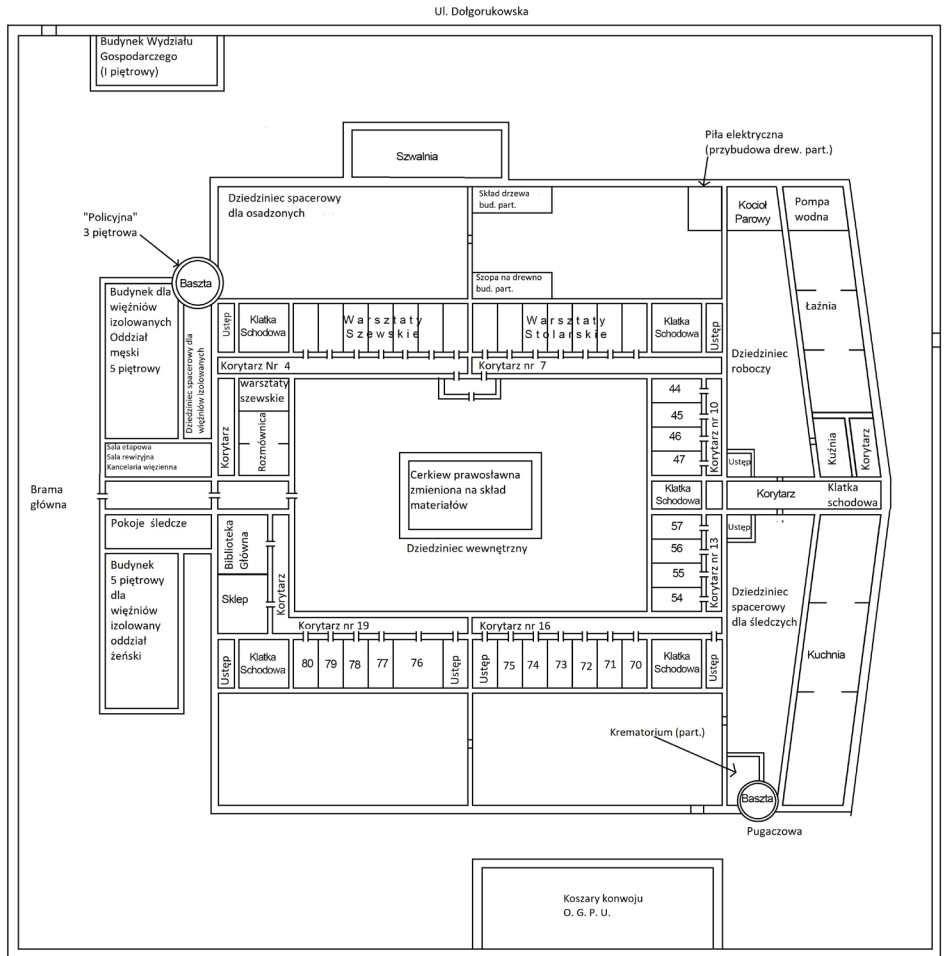 Ul. Dołgorukowska
Budynek Wydziału
Gospodarczego
(I piętrowy)
Szwalnia
Piła elektryczna
(przybudowa drew. part.)
Dziedziniec spacerowy
dla osadzonych
Skład drzewa
bud. part.
Kocioł
Parowy
Pompa
wodna
"Policyjna"
3 piętrowa
Baszta
Szopa na drewno
bud. part.
Budynek dla
więźniów
izolowanych
Oddział
męski
5 piętrowy
Dziedziniec spacerowy dla
więźniów izolowanych
Ustęp
Klatka
Schodowa
Warsztaty
Szewskie
Warsztaty
Stolarskie
Klatka
Schodowa
Ustęp
Łaźnia
Dziedziniec
roboczy
Korytarz Nr 4
Korytarz nr 7
warsztaty
szewskie
Korytarz
Rozmównica
44
45
46
47
Korytarz nr 10
Sala etapowa
Sala rewizyjna
Kancelaria więzienna
Ustęp
Kuźnia
Korytarz
Brama
główna
Cerkiew prawosławna
zmieniona na skład
materiałów
Dziedziniec wewnętrzny
Klatka
Schodowa
Korytarz
Klatka
schodowa
Pokoje śledcze
Biblioteka
Główna
57
56
55
54
Korytarz nr 13
Ustęp
Budynek
5 piętrowy
dla
więźniów
izolowany
oddział
żeński
Sklep
Korytarz
Dziedziniec
spacerowy
dla śledczych
Korytarz nr 19
Korytarz nr 16
Ustęp
Klatka
Schodowa
80
79
78
77
76
Ustęp
Ustęp
75
74
73
72
71
70
Klatka
Schodowa
Ustęp
Kuchnia
Krematorium (part.)
Baszta
Pugaczowa
Koszary konwoju
O. G. P. U.